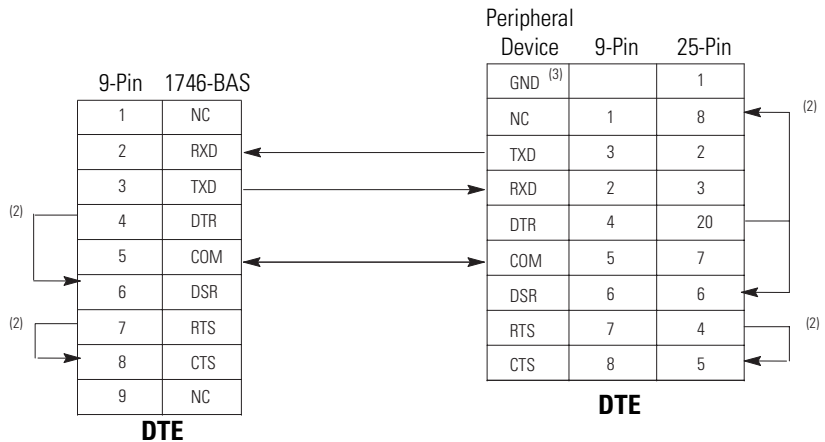 Peripheral
Device 9-Pin 25-Pin
GND (3) 1
NC 1 8
TXD 3 2
RXD 2 3
DTR 4 20
COM 5 7
DSR 6 6
RTS 7 4
CTS 8 5
(2)
(2)
DTE
9-Pin 1746-BAS
1 NC
2 RXD
3 TXD
4 DTR
5 COM
6 DSR
7 RTS
8 CTS
9 NC
(2)
(2)
DTE